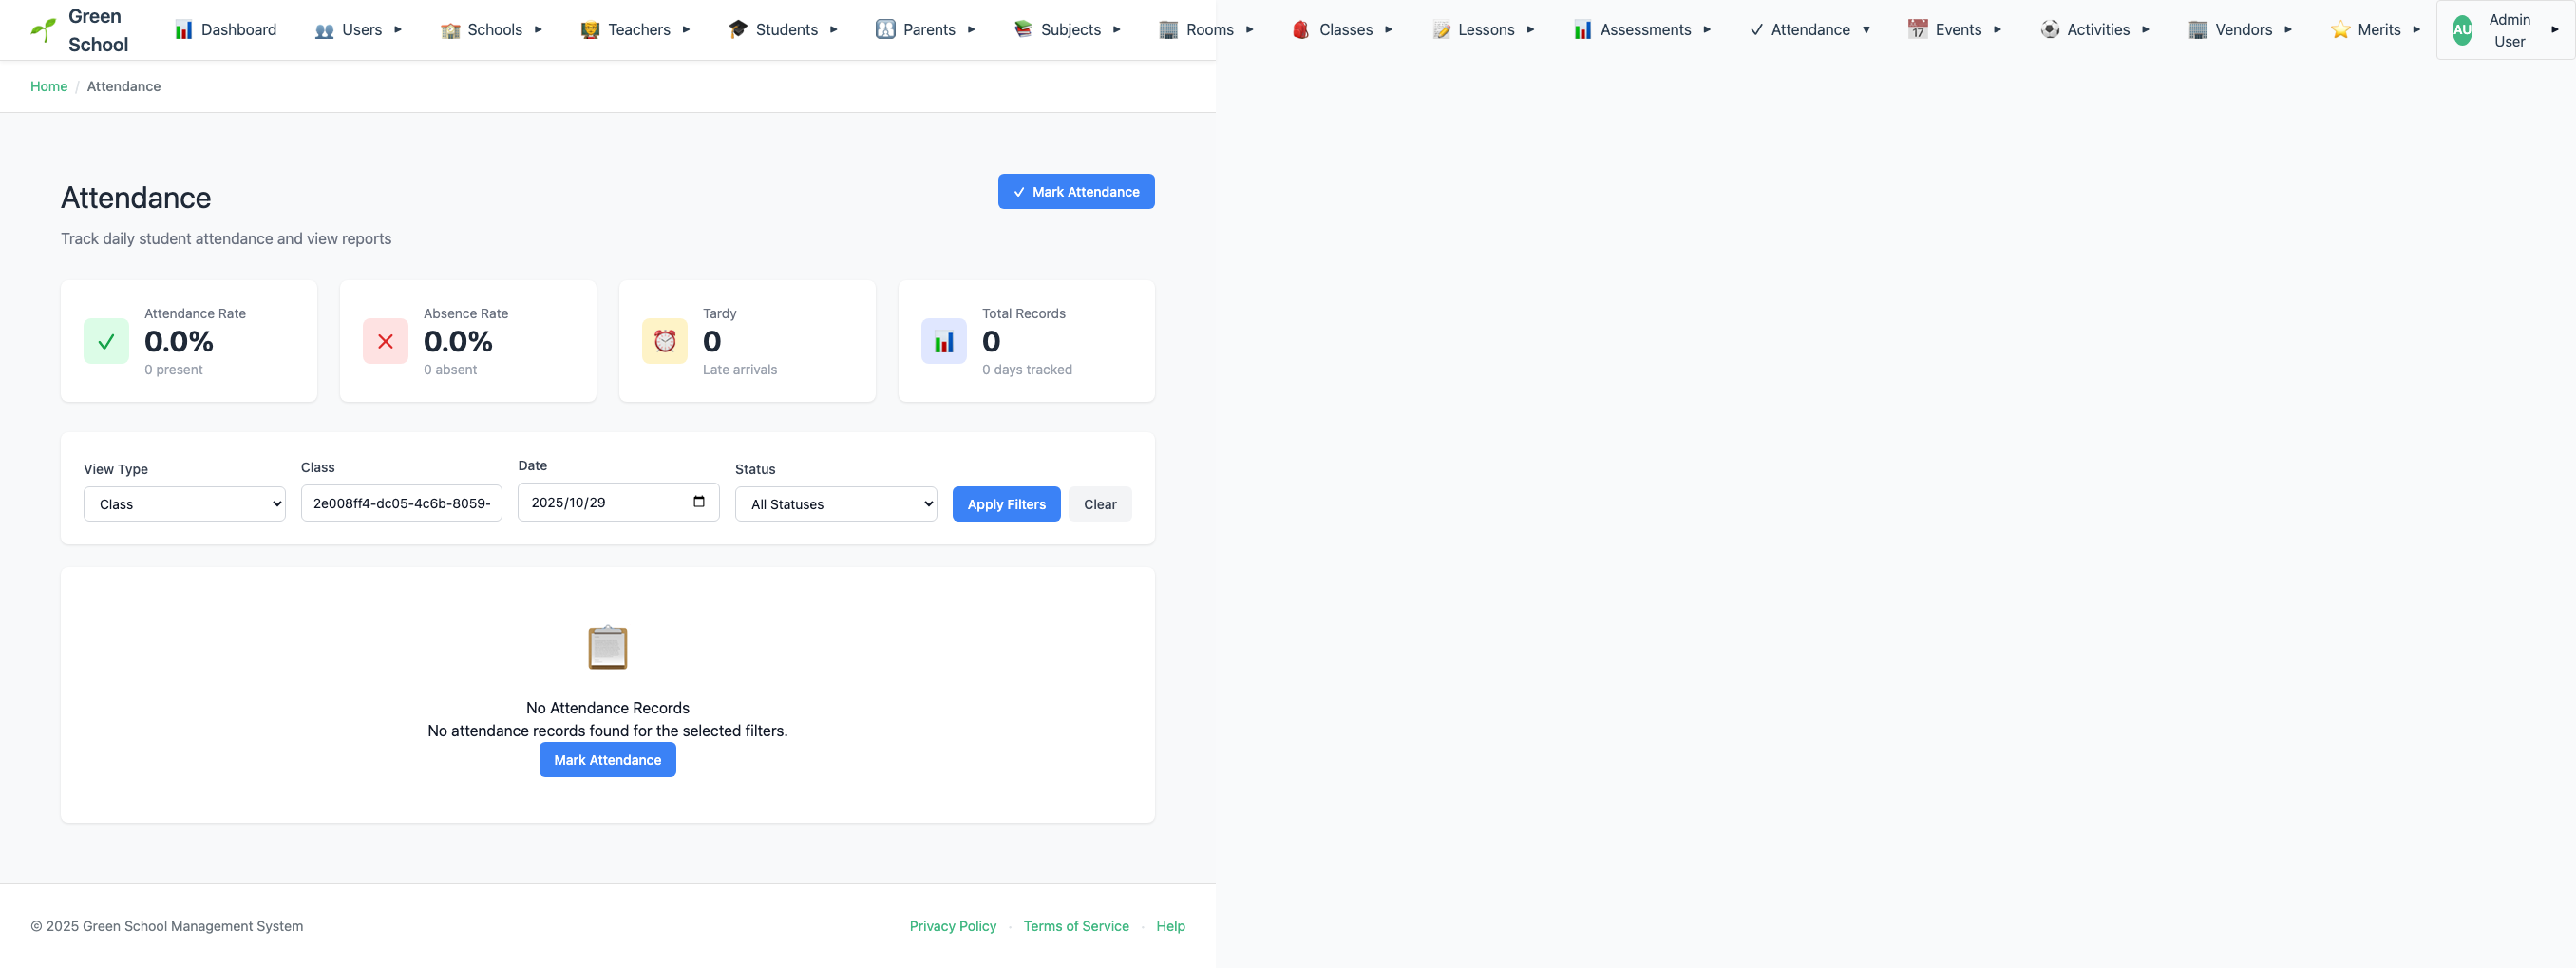 Green School
Dashboard
Users
Schools
Teachers
Students
Parents
Subjects
Rooms
Classes
Lessons
Assessments
Attendance
Events
Activities
Vendors
Merits
AU
Admin User
Home / Attendance
Attendance
Mark Attendance
Track daily student attendance and view reports
Attendance Rate
0.0%
0 present
Absence Rate
0.0%
0 absent
Tardy
0
Late arrivals
Total Records
0
0 days tracked
View Type
Class
Class
2e008ff4-dc05-4c6b-8059-
Date
2025/10/29
Status
All Statuses
Apply Filters
Clear
No Attendance Records
No attendance records found for the selected filters.
Mark Attendance
© 2025 Green School Management System
Privacy Policy · Terms of Service · Help